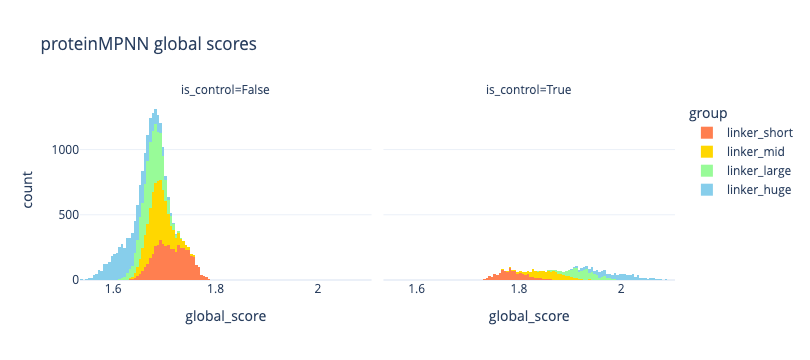 proteinMPNN global scores
is_control=False
is_control=True
group
linker_short
linker_mid
linker_large
linker_huge
count
1000
500
0
1.6
1.8
2
1.6
1.8
2
global_score
global_score